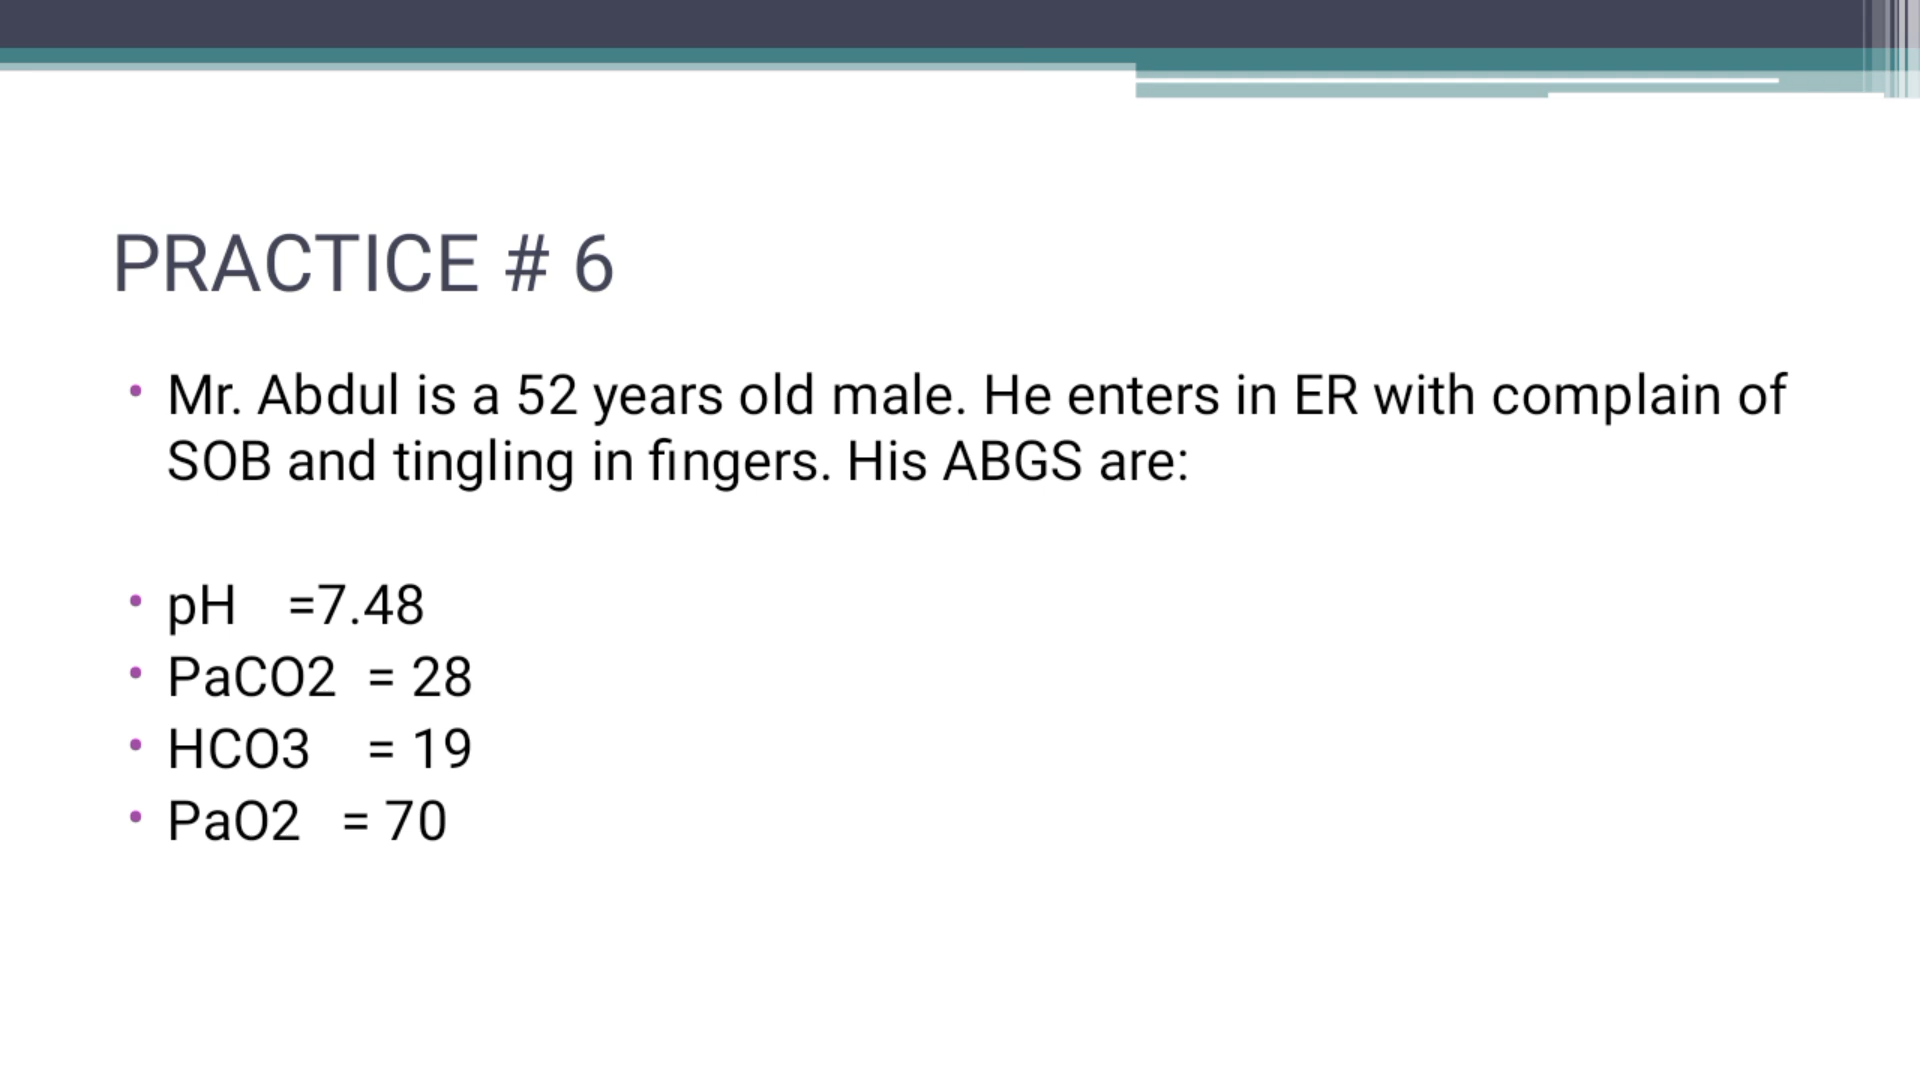 PRACTICE # 6
• Mr. Abdul is a 52 years old male. He enters in ER with complain of
SOB and tingling in fingers. His ABGS are:
• pH =7.48
• PaCO2 = 28
• HCO3 = 19
• PaO2 = 70